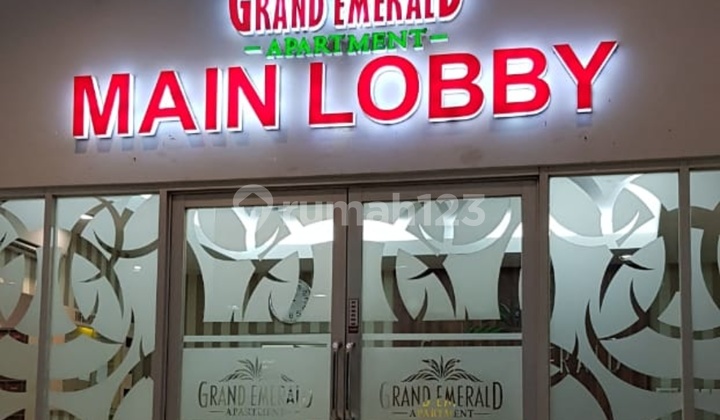 GRAND EMERALD
APARTMENT
MAIN LOBBY
rumah123
GRAND EMERALD
APARTMENT
GRAND EMERALD
APARTMENT